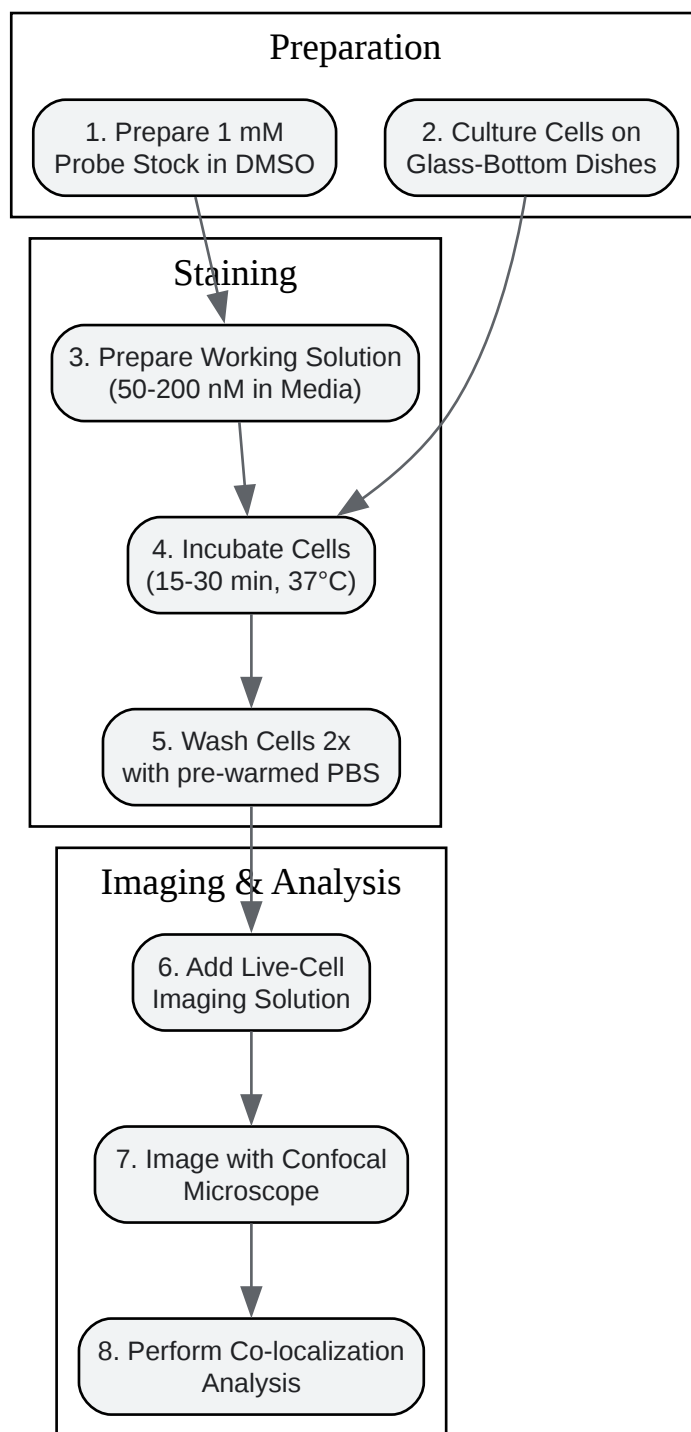 Preparation
1. Prepare 1 mM
Probe Stock in DMSO
2. Culture Cells on
Glass-Bottom Dishes
Staining
3. Prepare Working Solution
(50-200 nM in Media)
4. Incubate Cells
(15-30 min, 37°C)
5. Wash Cells 2x
with pre-warmed PBS
Imaging & Analysis
6. Add Live-Cell
Imaging Solution
7. Image with Confocal
Microscope
8. Perform Co-localization
Analysis